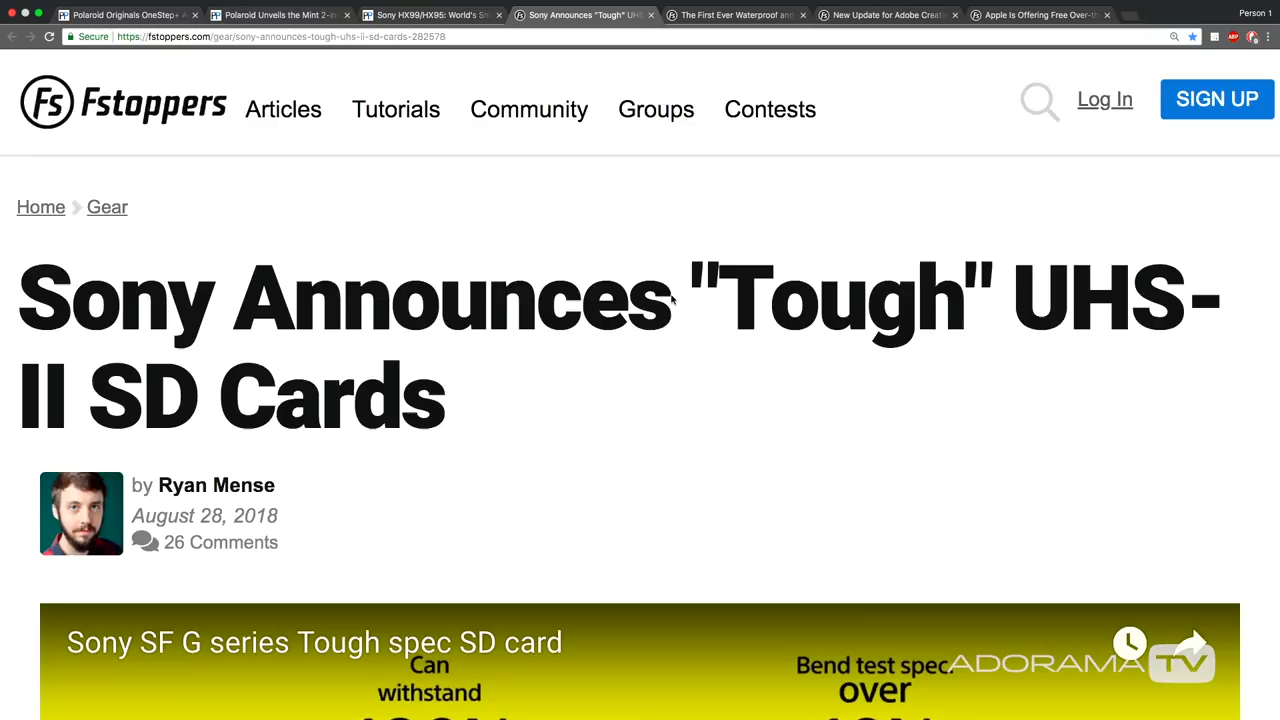 Polaroid Originals OneStep+
Polaroid Unveils the Mint 2-in
Sony HX99/HX95: World's Sm
Sony Announces "Tough" UHS
The First Ever Waterproof and
New Update for Adobe Creativ
Apple Is Offering Free Over-th
Person 1
Secure
https://fstoppers.com/gear/sony-announces-tough-uhs-ii-sd-cards-282578
ABP
Fs Fstoppers
Articles
Tutorials
Community
Groups
Contests
Log In
SIGN UP
Home
Gear
Sony Announces "Tough" UHS-
II SD Cards
by Ryan Mense
August 28, 2018
26 Comments
Sony SF G series Tough spec SD card
Can
withstand
Bend test spec.
over
ADORAMA TV